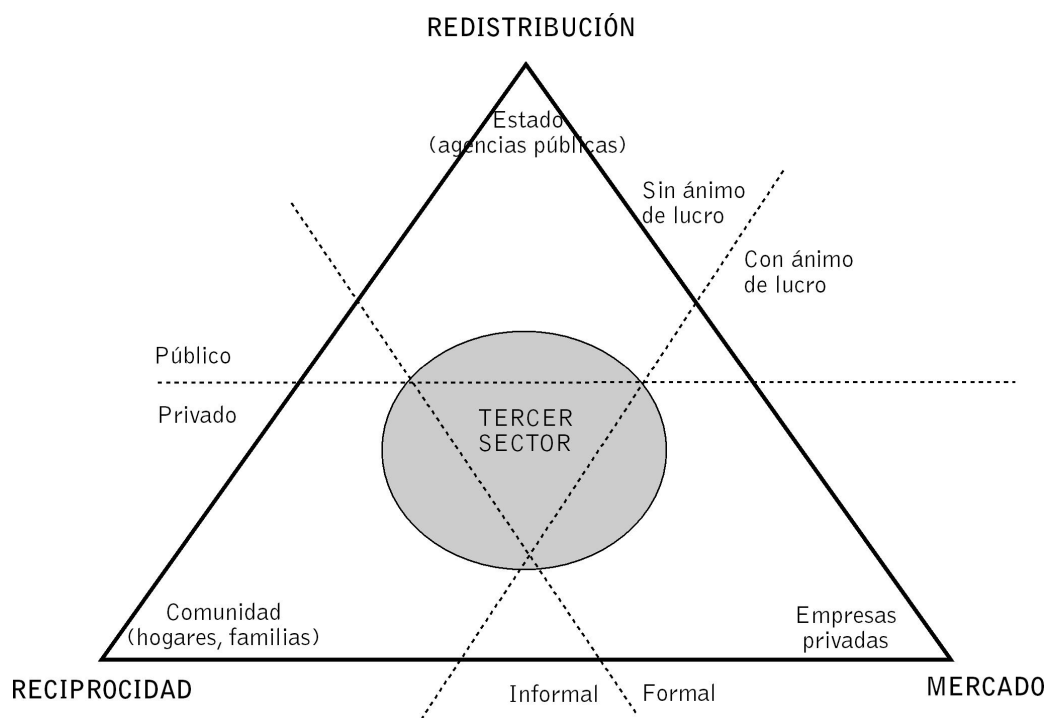 REDISTRIBUCIÓN
Estado
(agencias públicas)
Sin ánimo
de lucro
Con ánimo
de lucro
Público
Privado
TERCER
SECTOR
Comunidad
(hogares, familias)
Empresas
privadas
RECIPROCIDAD
Informal
Formal
MERCADO